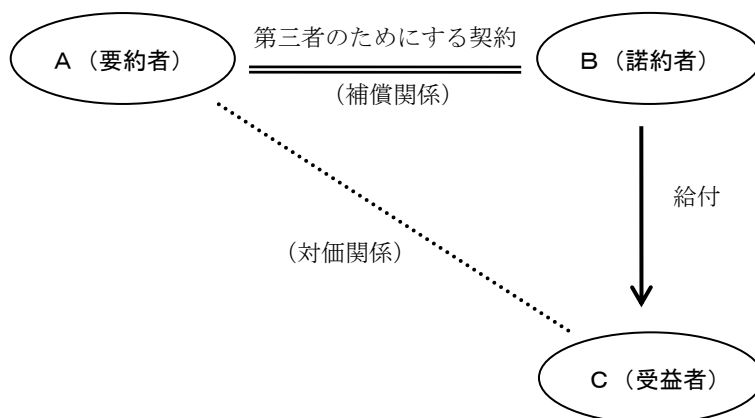 第三者のためにする契約
A（要約者）
B（諾約者）
（補償関係）
給付
（対価関係）
C（受益者）